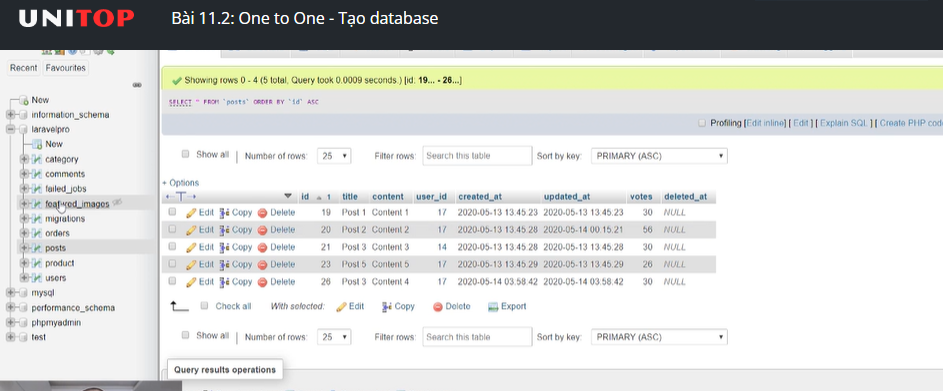 UNITOP Bài 11.2: One to One - Tạo database
Recent Favourites
New
information_schema
laravelpro
New
category
comments
failed_jobs
featured_images
migrations
orders
posts
product
users
mysql
performance_schema
phpmyadmin
test
Showing rows 0 - 4 (5 total, Query took 0.0009 seconds.) [id: 19... - 26...]
SELECT * FROM `posts` ORDER BY `id` ASC
Profiling [Edit inline] [ Edit ] [ Explain SQL ] [ Create PHP cod
Show all | Number of rows: 25 Filter rows: Search this table Sort by key: PRIMARY (ASC)
+ Options
id 1 title content user_id created_at updated_at votes deleted_at
Edit Copy Delete 19 Post 1 Content 1 17 2020-05-13 13:45:23 2020-05-13 13:45:23 30 NULL
Edit Copy Delete 20 Post 2 Content 2 17 2020-05-13 13:45:28 2020-05-14 00:15:21 56 NULL
Edit Copy Delete 21 Post 3 Content 3 14 2020-05-13 13:45:28 2020-05-13 13:45:28 30 NULL
Edit Copy Delete 23 Post 5 Content 5 17 2020-05-13 13:45:29 2020-05-13 13:45:29 26 NULL
Edit Copy Delete 26 Post 3 Content 4 17 2020-05-14 03:58:42 2020-05-14 03:58:42 30 NULL
Check all With selected: Edit Copy Delete Export
Show all | Number of rows: 25 Filter rows: Search this table Sort by key: PRIMARY (ASC)
Query results operations